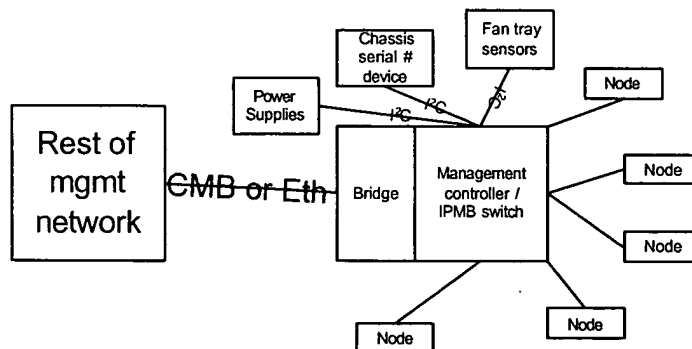 Chassis
serial #
device
Fan tray
sensors
Node
Power
Supplies
I²C
I²C
I²C
Rest of
mgmt
network
CMB or Eth
Bridge
Management
controller /
IPMB switch
Node
Node
Node
Node